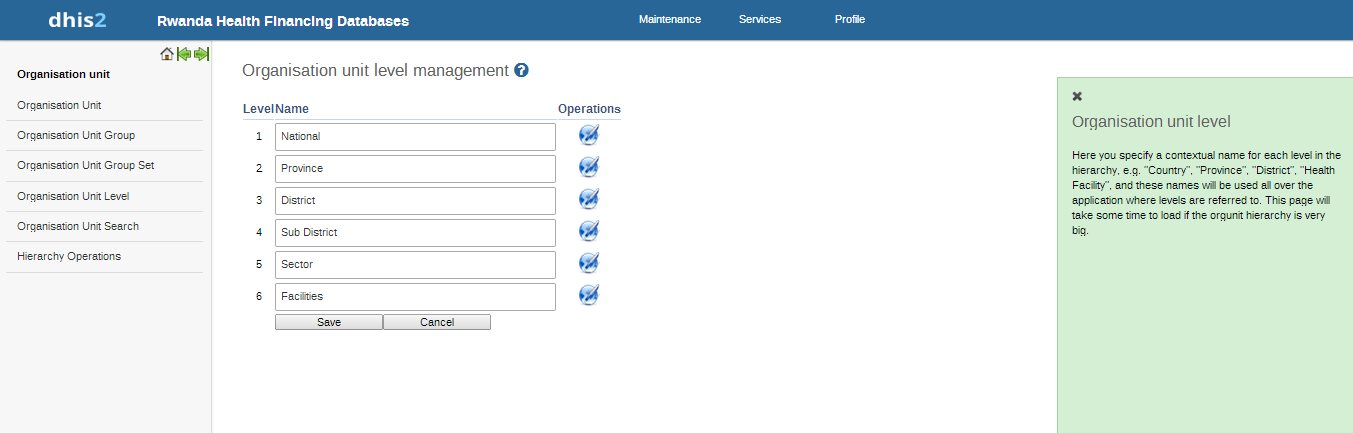 dhis2 Rwanda Health Financing Databases Maintenance Services Profile
Organisation unit
Organisation Unit
Organisation Unit Group
Organisation Unit Group Set
Organisation Unit Level
Organisation Unit Search
Hierarchy Operations
Organisation unit level management ?
Level Name Operations
1 National
2 Province
3 District
4 Sub District
5 Sector
6 Facilities
Save Cancel
Organisation unit level
Here you specify a contextual name for each level in the
hierarchy, e.g. "Country", "Province", "District", "Health
Facility", and these names will be used all over the
application where levels are referred to. This page will
take some time to load if the orgunit hierarchy is very
big.